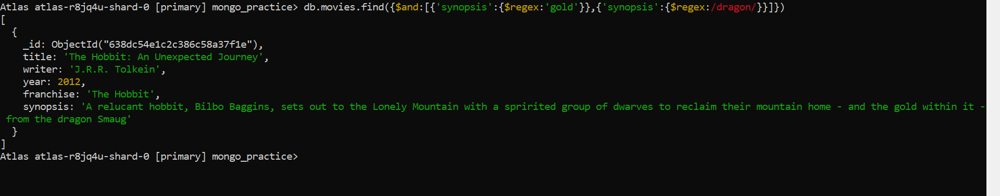 Atlas atlas-r8jq4u-shard-0 [primary] mongo_practice> db.movies.find({$and:[{'synopsis':{$regex:'gold'}},{'synopsis':{$regex:/dragon/}}]})
[
  {
    _id: ObjectId("638dc54e1c2c386c58a37f1e"),
    title: 'The Hobbit: An Unexpected Journey',
    writer: 'J.R.R. Tolkein',
    year: 2012,
    franchise: 'The Hobbit',
    synopsis: 'A relucant hobbit, Bilbo Baggins, sets out to the Lonely Mountain with a spririted group of dwarves to reclaim their mountain home - and the gold within it -
 from the dragon Smaug'
  }
]
Atlas atlas-r8jq4u-shard-0 [primary] mongo_practice>